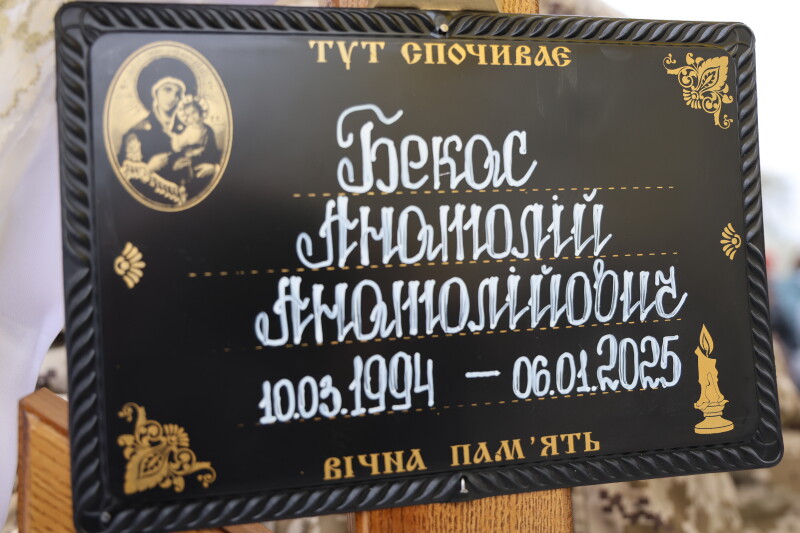 ТУТ СПОЧИВАЄ
Бекас
Анатолій
Анатолійович
10.03.1994 — 06.01.2025
ВІЧНА ПАМ'ЯТЬ